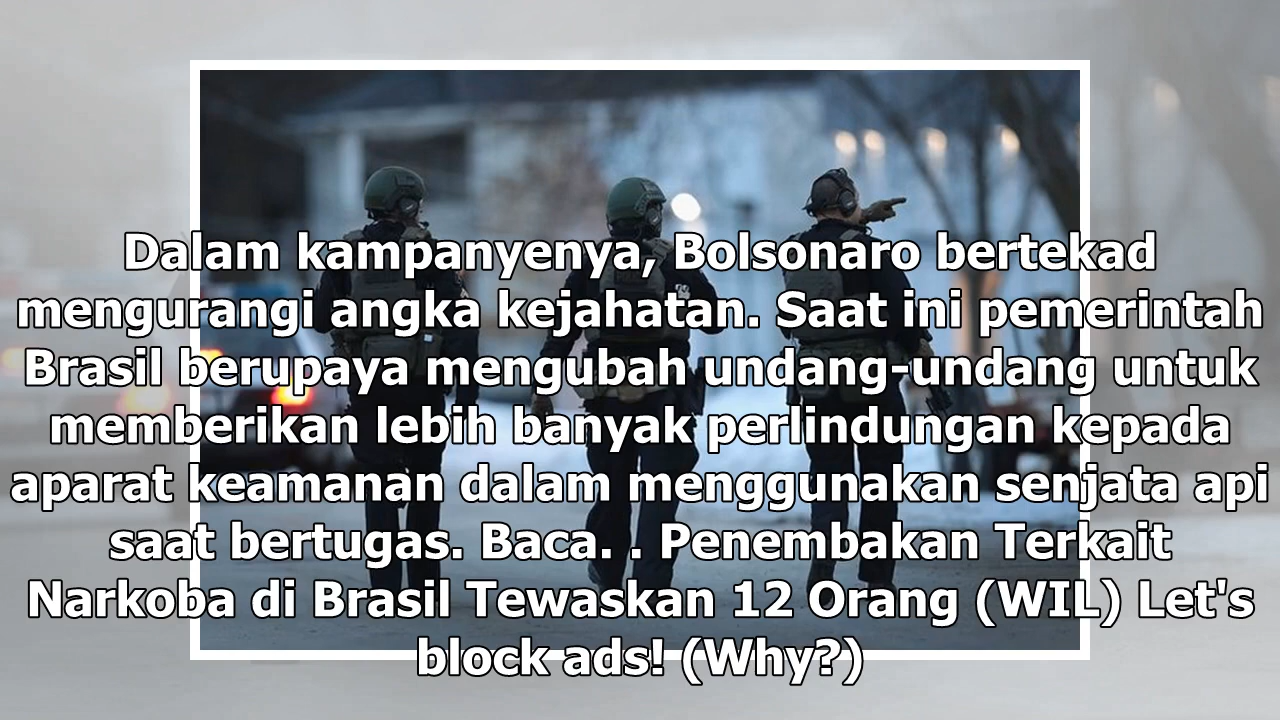 Dalam kampanyenya, Bolsonaro bertekad
mengurangi angka kejahatan. Saat ini pemerintah
Brasil berupaya mengubah undang-undang untuk
memberikan lebih banyak perlindungan kepada
aparat keamanan dalam menggunakan senjata api
saat bertugas. Baca. . Penembakan Terkait
Narkoba di Brasil Tewaskan 12 Orang (WIL) Let's
block ads! (Why?)